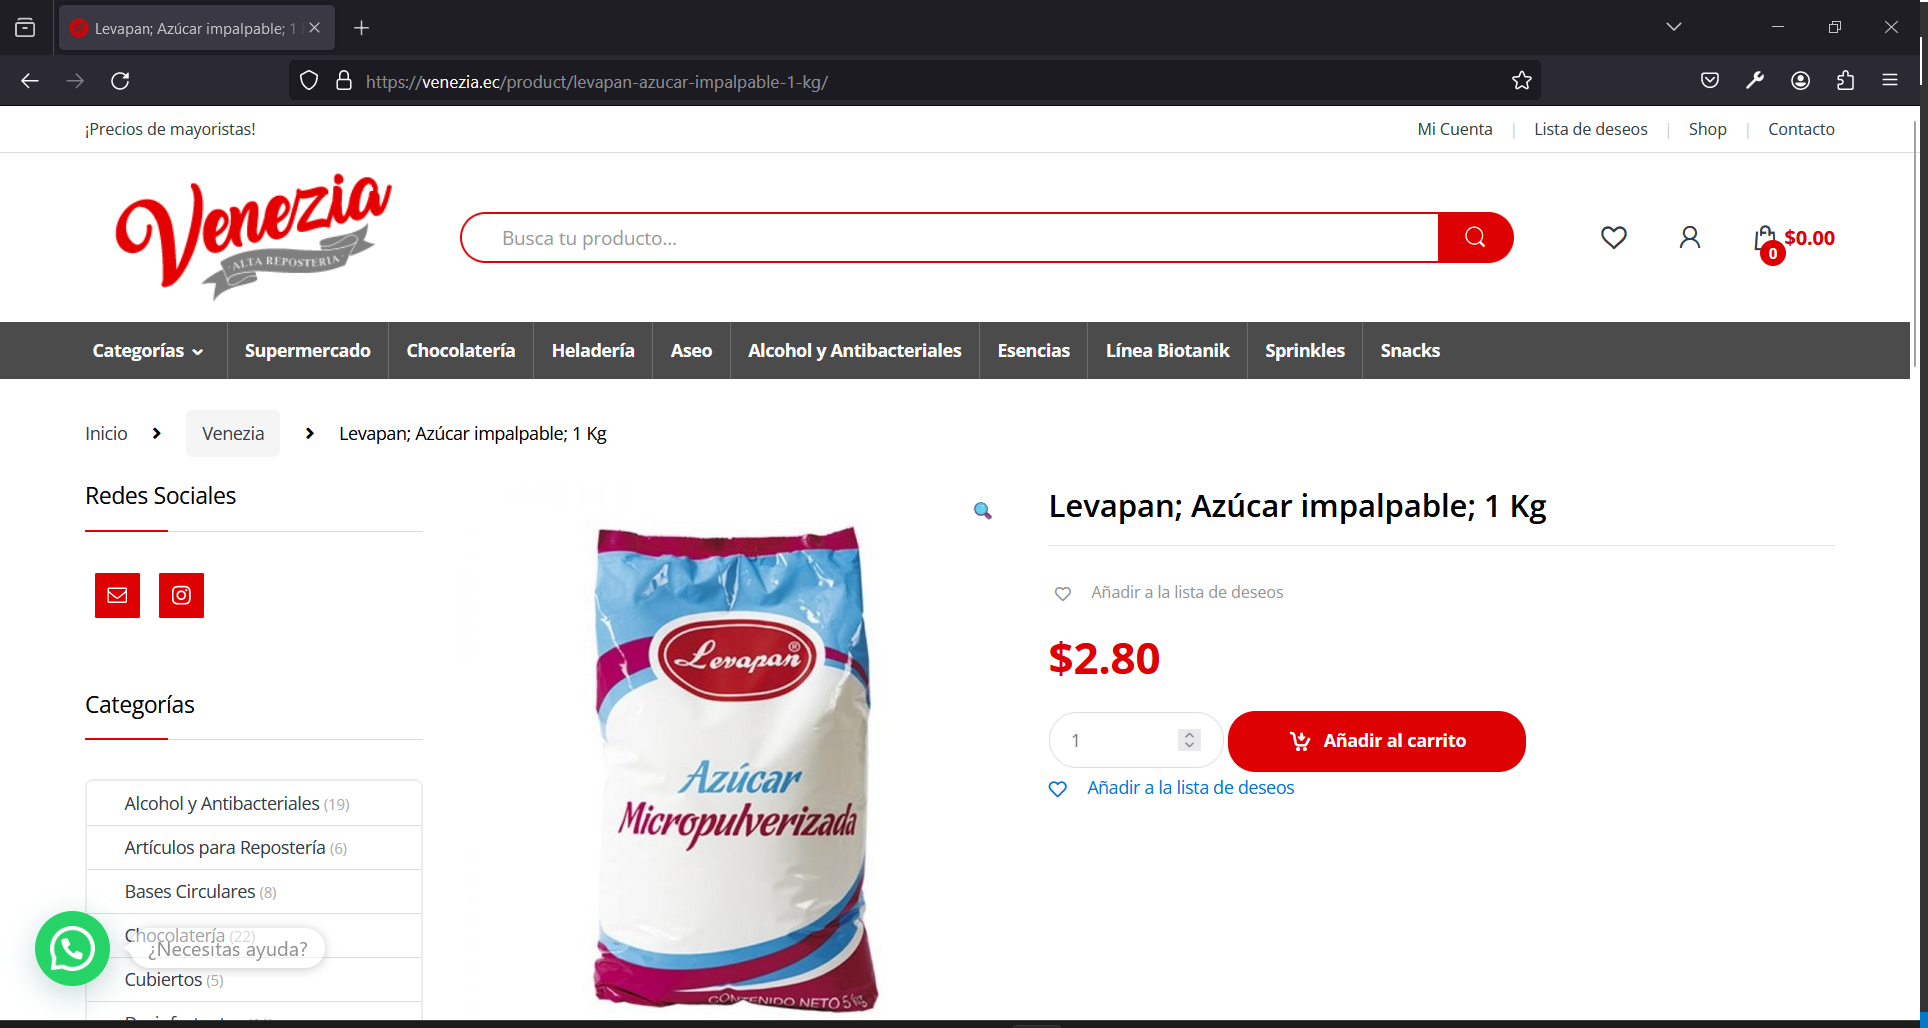 Levapan; Azúcar impalpable; 1
https://venezia.ec/product/levapan-azucar-impalpable-1-kg/
¡Precios de mayoristas!
Mi Cuenta
Lista de deseos
Shop
Contacto
Venezia
ALTA REPOSTERIA
Busca tu producto...
0
$0.00
Categorías
Supermercado
Chocolatería
Heladería
Aseo
Alcohol y Antibacteriales
Esencias
Línea Biotanik
Sprinkles
Snacks
Inicio
Venezia
Levapan; Azúcar impalpable; 1 Kg
Redes Sociales
Categorías
Alcohol y Antibacteriales (19)
Artículos para Repostería (6)
Bases Circulares (8)
Chocolatería (22)
¿Necesitas ayuda?
Cubiertos (5)
Levapan®
Azúcar
Micropulverizada
CONTENIDO NETO 5 kg
Levapan; Azúcar impalpable; 1 Kg
Añadir a la lista de deseos
$2.80
1
Añadir al carrito
Añadir a la lista de deseos